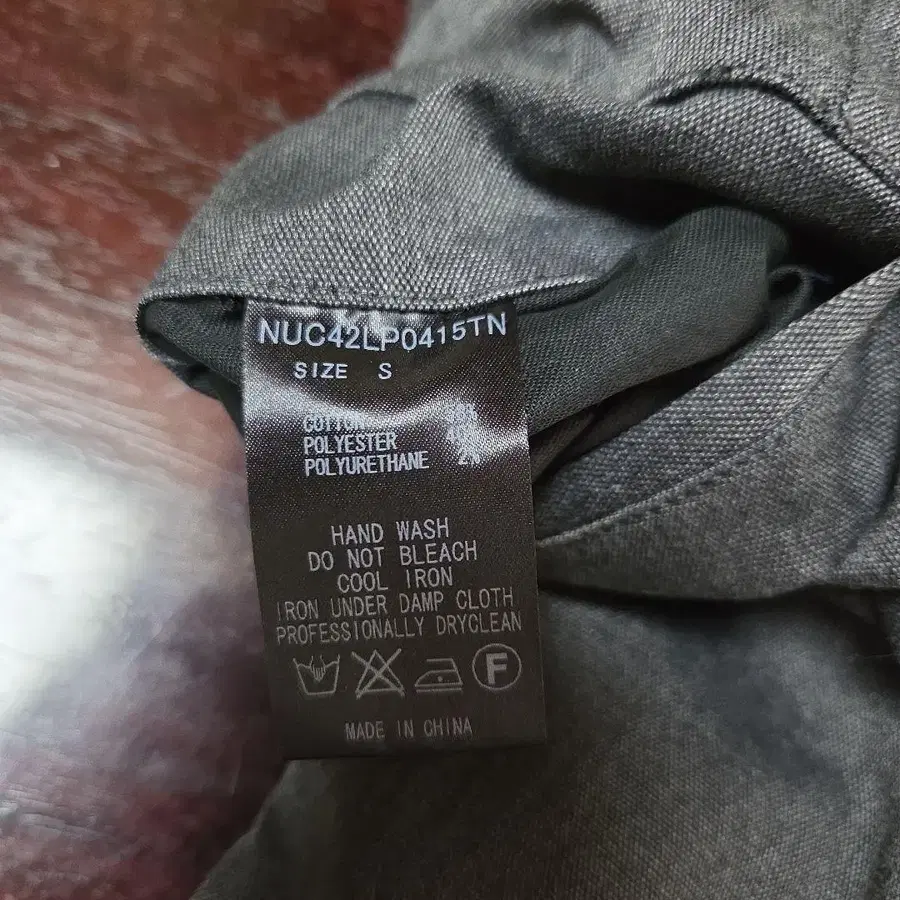 NUC42LP0415TN
SIZE S
COTTON
POLYESTER
POLYURETHANE
HAND WASH
DO NOT BLEACH
COOL IRON
IRON UNDER DAMP CLOTH
PROFESSIONALLY DRYCLEAN
F
MADE IN CHINA